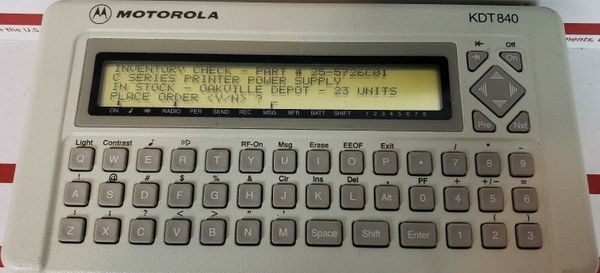 MOTOROLA
KDT 840
INVENTORY CHECK - PART # 25-5726C01
C SERIES PRINTER POWER SUPPLY
IN STOCK - OAKVILLE DEPOT - 23 UNITS
PLACE ORDER <Y/N> ?
ON RADIO PER SEND REC MSG BFR BATT SHIFT 1 2 3 4 5 6 7 8
Off
On
Pre Nxt
Light Contrast RF-On Msg Erase EEOF Exit / * -
Q W E R T Y U I O P * 7 8 9
! @ # $ % & Clr Ins Del , PF + +/- =
A S D F G H J K L Alt 0 4 5 6
; : ? < > " ' . ( )
Z X C V B N M Space Shift Enter 1 2 3